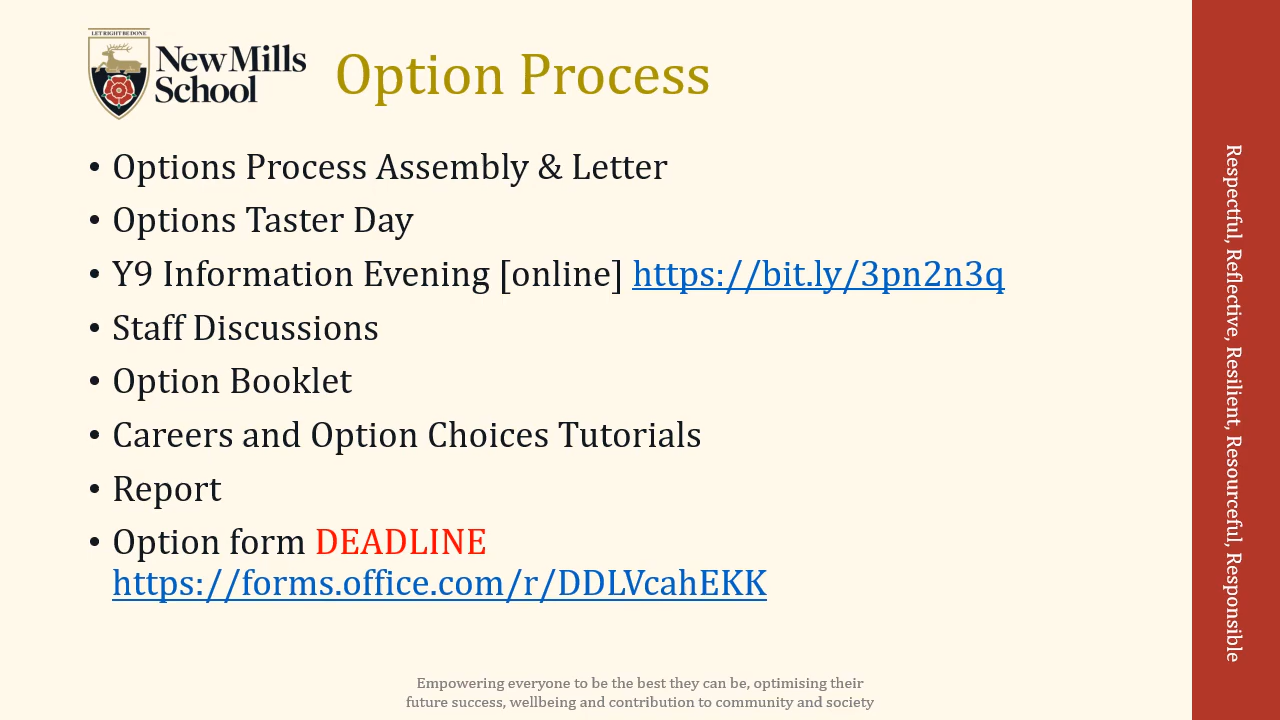 LET RIGHT BE DONE
New Mills
School
Option Process
• Options Process Assembly & Letter
• Options Taster Day
• Y9 Information Evening [online] https://bit.ly/3pn2n3q
• Staff Discussions
• Option Booklet
• Careers and Option Choices Tutorials
• Report
• Option form DEADLINE
https://forms.office.com/r/DDLVcahEKK
Respectful, Reflective, Resilient, Resourceful, Responsible
Empowering everyone to be the best they can be, optimising their
future success, wellbeing and contribution to community and society